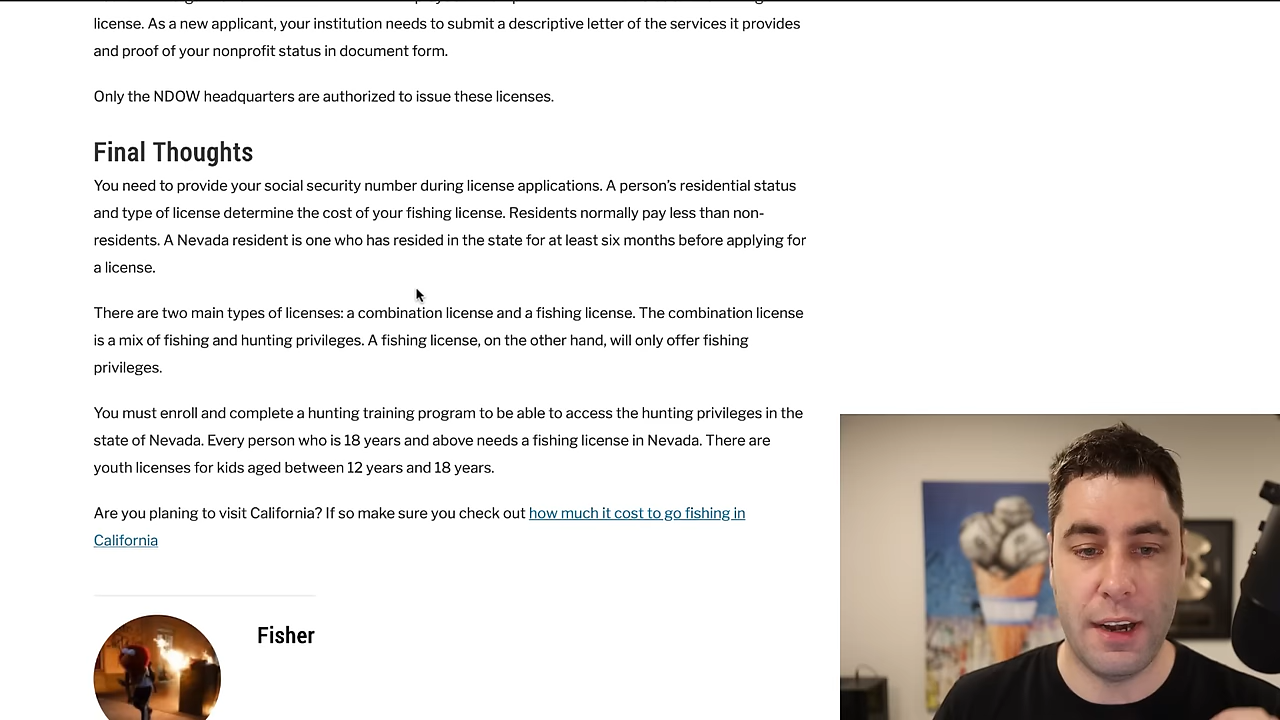 license. As a new applicant, your institution needs to submit a descriptive letter of the services it provides
and proof of your nonprofit status in document form.
Only the NDOW headquarters are authorized to issue these licenses.
Final Thoughts
You need to provide your social security number during license applications. A person’s residential status
and type of license determine the cost of your fishing license. Residents normally pay less than non-
residents. A Nevada resident is one who has resided in the state for at least six months before applying for
a license.
There are two main types of licenses: a combination license and a fishing license. The combination license
is a mix of fishing and hunting privileges. A fishing license, on the other hand, will only offer fishing
privileges.
You must enroll and complete a hunting training program to be able to access the hunting privileges in the
state of Nevada. Every person who is 18 years and above needs a fishing license in Nevada. There are
youth licenses for kids aged between 12 years and 18 years.
Are you planing to visit California? If so make sure you check out how much it cost to go fishing in
California
Fisher